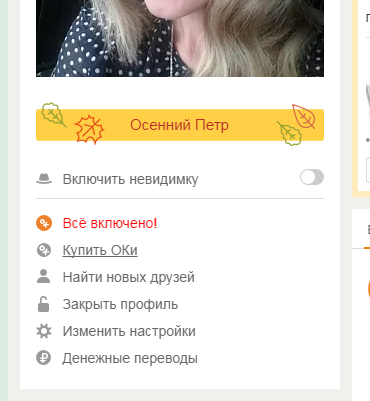 Осенний Петр
Включить невидимку
Всё включено!
Купить ОКи
Найти новых друзей
Закрыть профиль
Изменить настройки
Денежные переводы